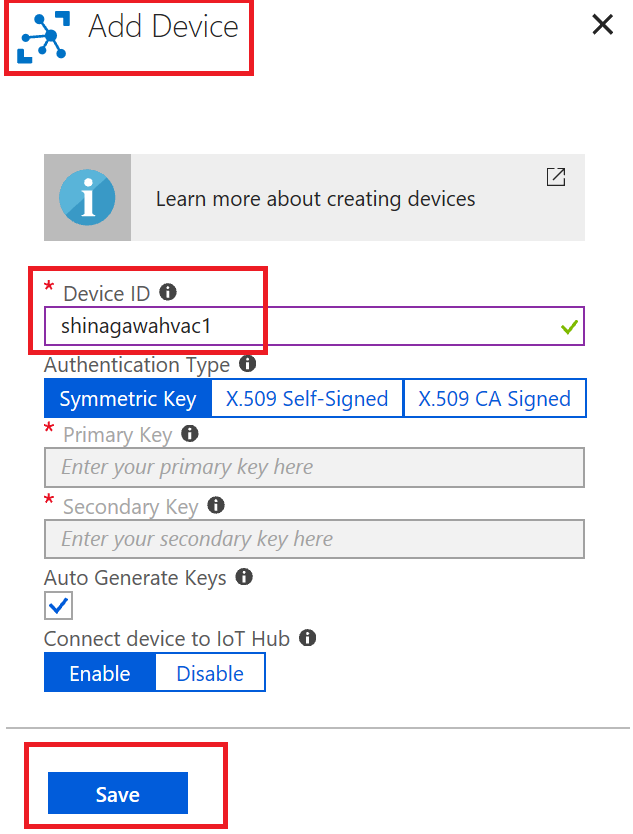 Add Device
Learn more about creating devices
* Device ID
shinagawahvac1
Authentication Type
Symmetric Key X.509 Self-Signed X.509 CA Signed
* Primary Key
Enter your primary key here
* Secondary Key
Enter your secondary key here
Auto Generate Keys
Connect device to IoT Hub
Enable Disable
Save